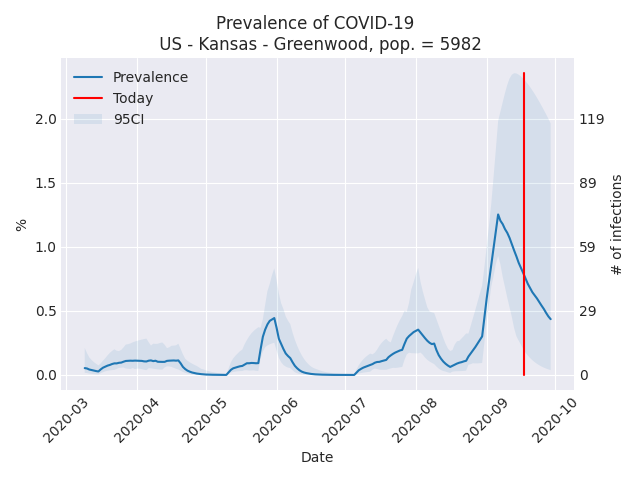 Prevalence of COVID-19
US - Kansas - Greenwood, pop. = 5982
Prevalence
Today
95CI
%
2.0
1.5
1.0
0.5
0.0
119
89
59
29
0
# of infections
2020-03
2020-04
2020-05
2020-06
2020-07
2020-08
2020-09
2020-10
Date